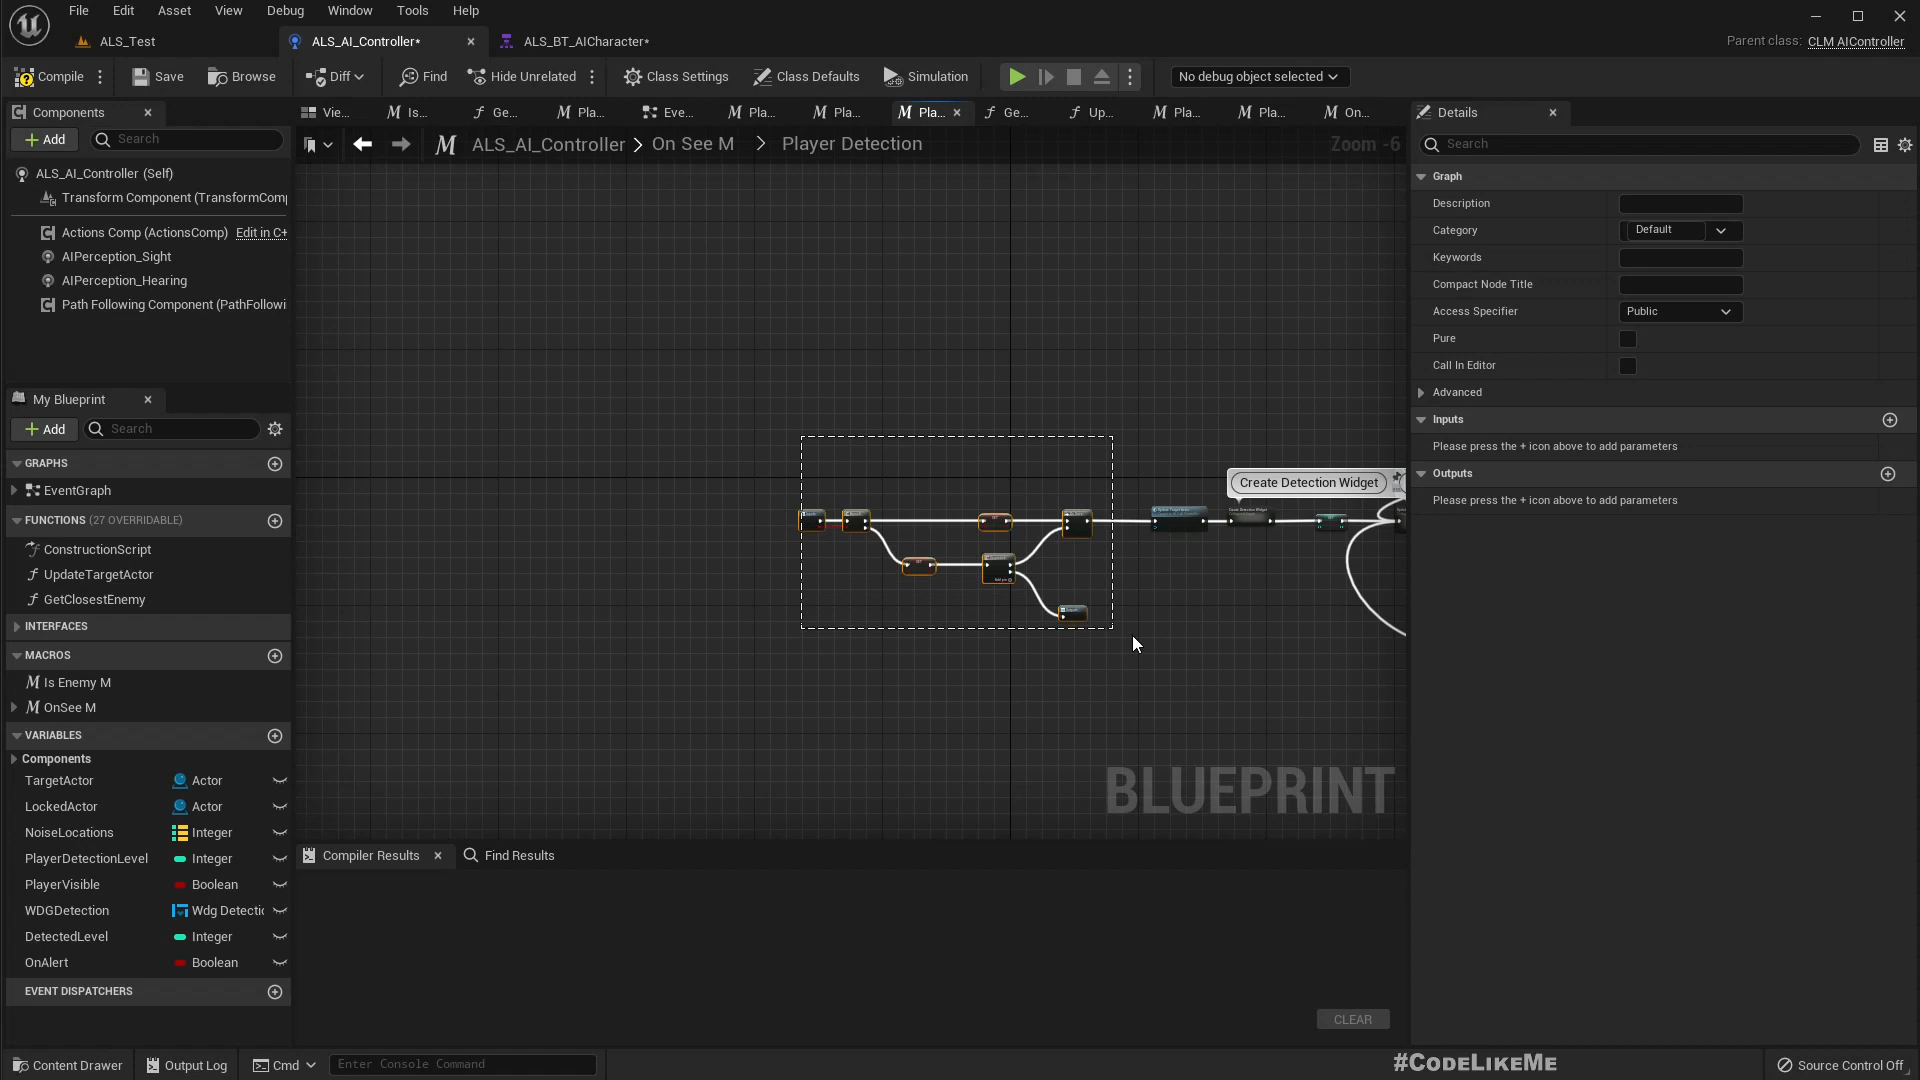 File Edit Asset View Debug Window Tools Help
ALS_Test
ALS_AI_Controller*
ALS_BT_AICharacter*
Parent class: CLM AIController
Compile
Save
Browse
Diff
Find
Hide Unrelated
Class Settings
Class Defaults
Simulation
No debug object selected
Components
Vie...
Is...
Ge...
Pla...
Eve...
Pla...
Pla...
Pla...
Ge...
Up...
Pla...
Pla...
On...
Details
Add
Search
ALS_AI_Controller > On See M > Player Detection
Zoom -6
Search
ALS_AI_Controller (Self)
Transform Component (TransformComp
Actions Comp (ActionsComp) Edit in C+
AIPerception_Sight
AIPerception_Hearing
Path Following Component (PathFollowi
Graph
Description
Category Default
Keywords
Compact Node Title
Access Specifier Public
Pure
Call In Editor
Advanced
Inputs
Please press the + icon above to add parameters
Outputs
Please press the + icon above to add parameters
My Blueprint
Add
Search
GRAPHS
EventGraph
FUNCTIONS (27 OVERRIDABLE)
ConstructionScript
UpdateTargetActor
GetClosestEnemy
INTERFACES
MACROS
Is Enemy M
OnSee M
VARIABLES
Components
TargetActor Actor
LockedActor Actor
NoiseLocations Integer
PlayerDetectionLevel Integer
PlayerVisible Boolean
WDGDetection Wdg Detectic
DetectedLevel Integer
OnAlert Boolean
EVENT DISPATCHERS
Create Detection Widget
BLUEPRINT
Compiler Results
Find Results
CLEAR
Content Drawer
Output Log
Cmd
Enter Console Command
#CodeLikeMe
Source Control Off